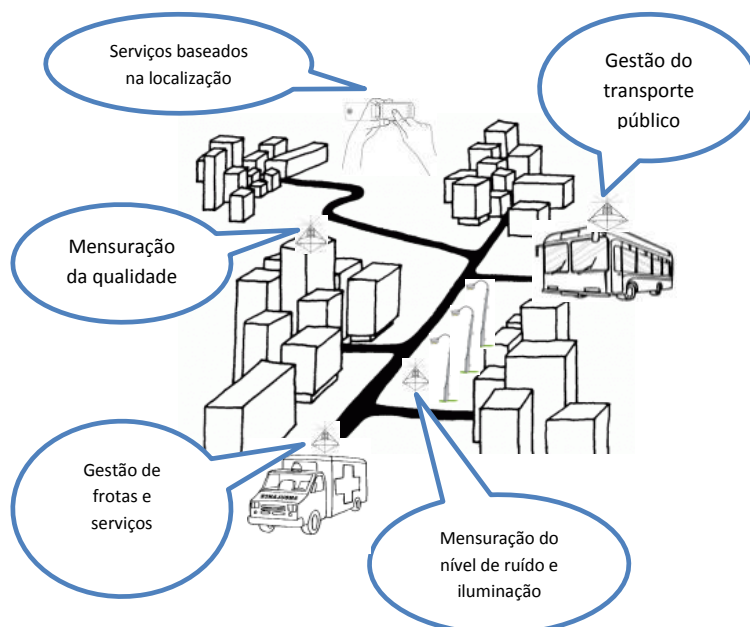 Serviços baseados
na localização
Gestão do
transporte
público
Mensuração
da qualidade
Gestão de
frotas e
serviços
Mensuração do
nível de ruído e
iluminação